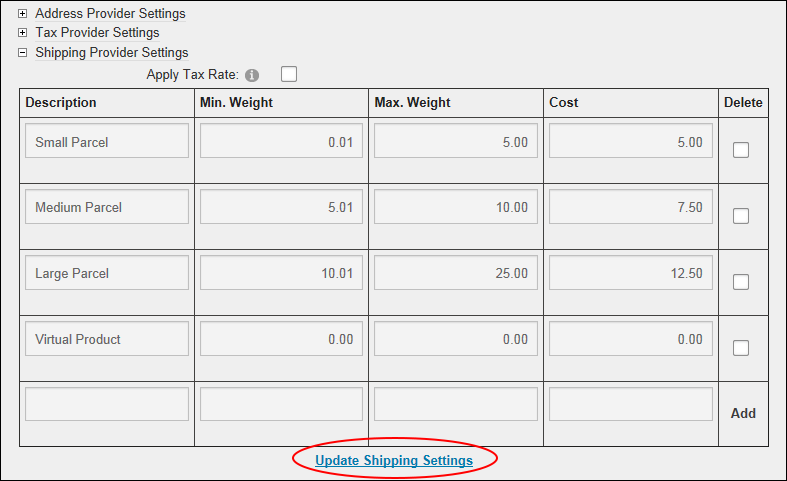 Address Provider Settings
Tax Provider Settings
Shipping Provider Settings
Apply Tax Rate:
Description Min. Weight Max. Weight Cost Delete
Small Parcel 0.01 5.00 5.00
Medium Parcel 5.01 10.00 7.50
Large Parcel 10.01 25.00 12.50
Virtual Product 0.00 0.00 0.00
Add
Update Shipping Settings